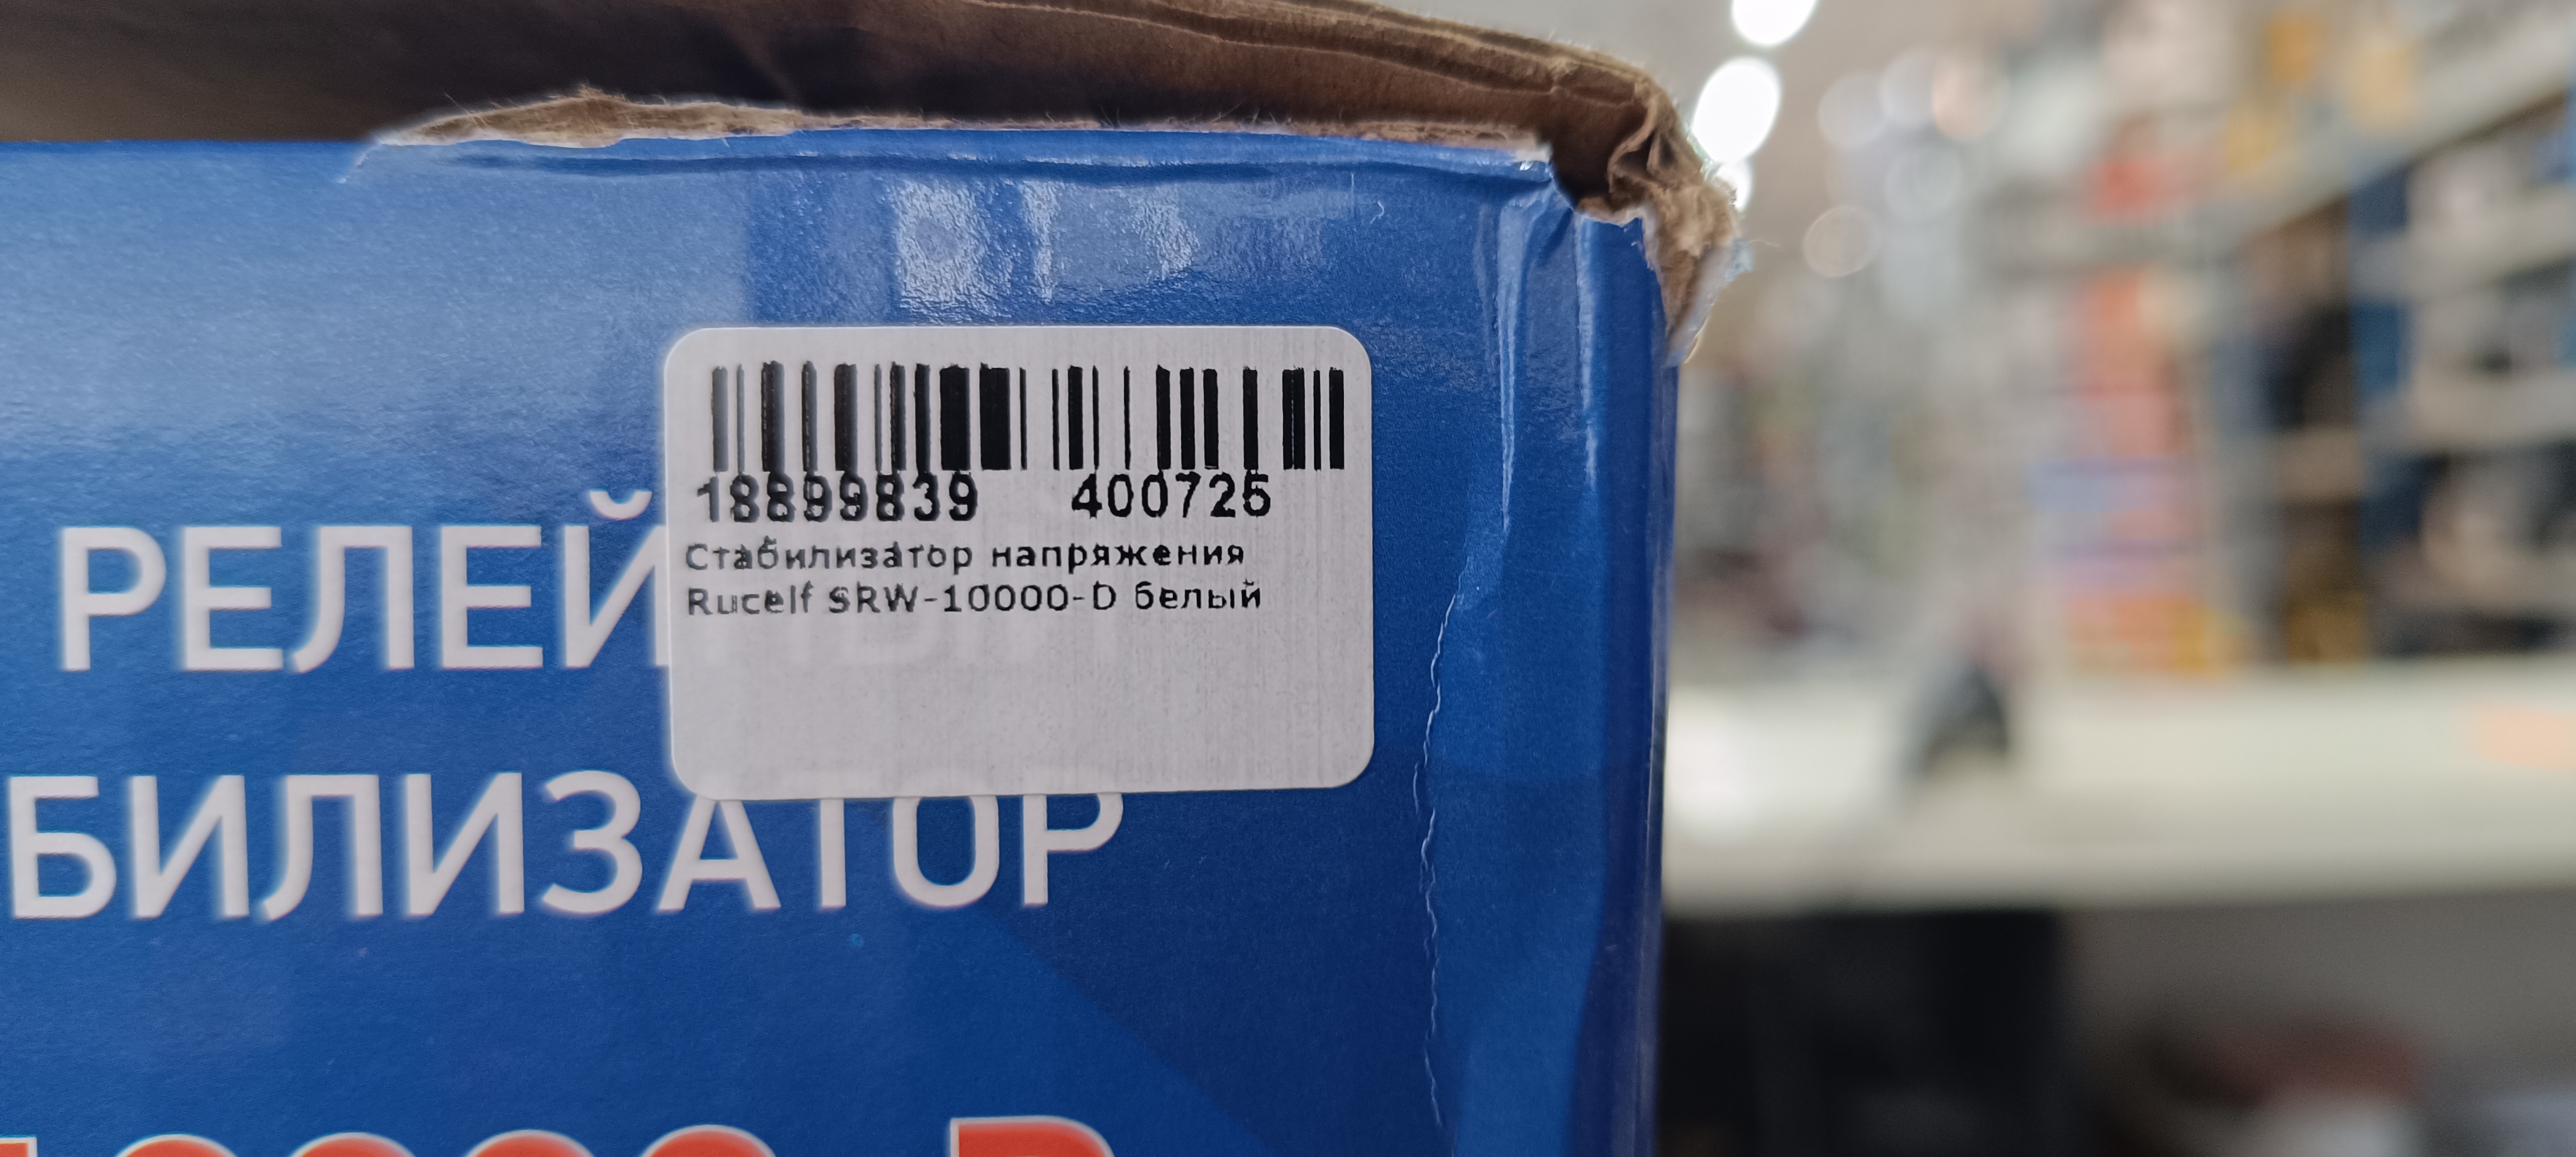 18899839 400725
Стабилизатор напряжения
Rucelf SRW-10000-D белый
РЕЛЕЙ
БИЛИЗАТОР